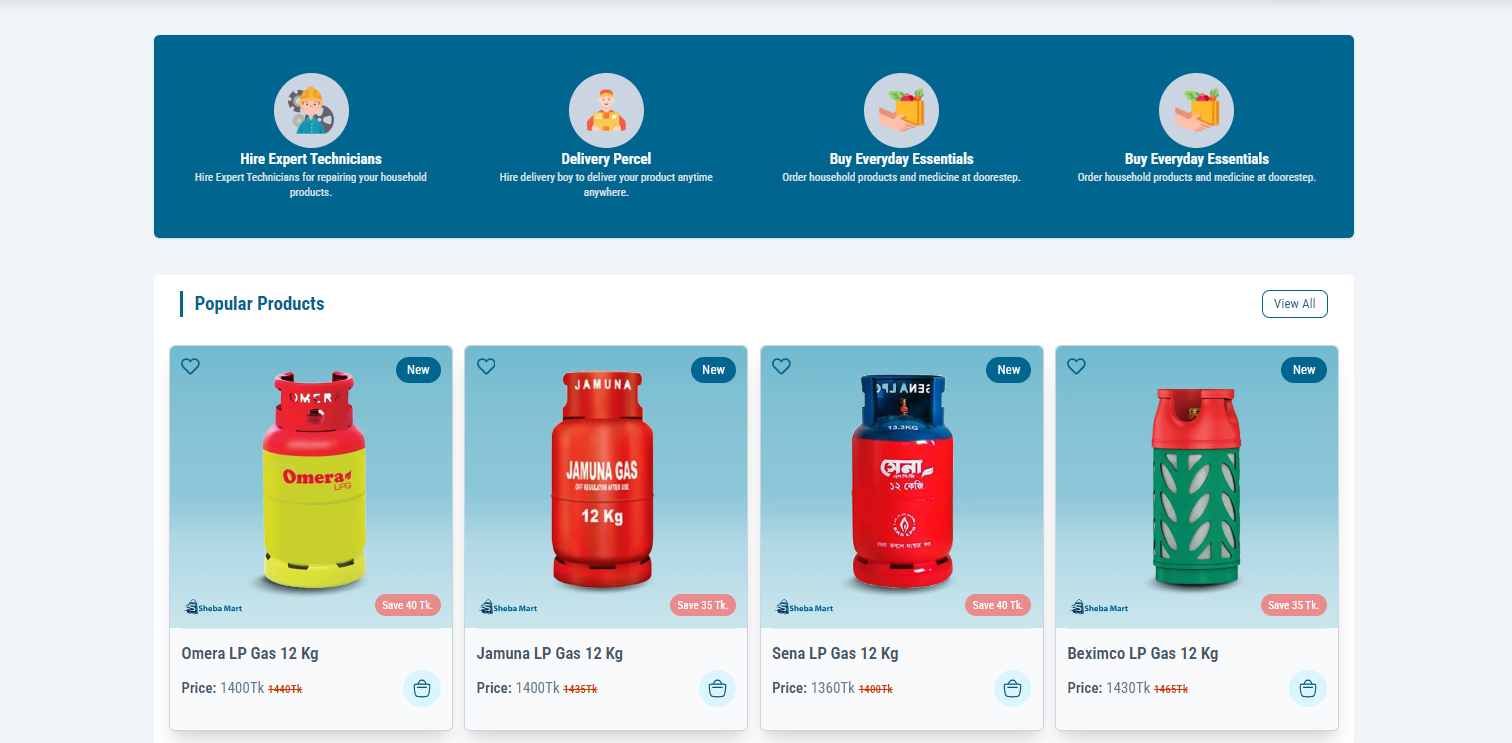 Hire Expert Technicians
Hire Expert Technicians for repairing your household
products.
Delivery Percel
Hire delivery boy to deliver your product anytime
anywhere.
Buy Everyday Essentials
Order household products and medicine at doorestep.
Buy Everyday Essentials
Order household products and medicine at doorestep.
Popular Products
View All
New
OMERA
Omera
LPG
Sheba Mart
Save 40 Tk.
Omera LP Gas 12 Kg
Price: 1400Tk 1440Tk
New
JAMUNA
JAMUNA GAS
OFF REGULATOR AFTER USE
12 Kg
Sheba Mart
Save 35 Tk.
Jamuna LP Gas 12 Kg
Price: 1400Tk 1435Tk
New
SENA LPG
13.3KG
সেনা
এল.পি.জি
১২ কেজি
Sheba Mart
Save 40 Tk.
Sena LP Gas 12 Kg
Price: 1360Tk 1400Tk
New
Sheba Mart
Save 35 Tk.
Beximco LP Gas 12 Kg
Price: 1430Tk 1465Tk